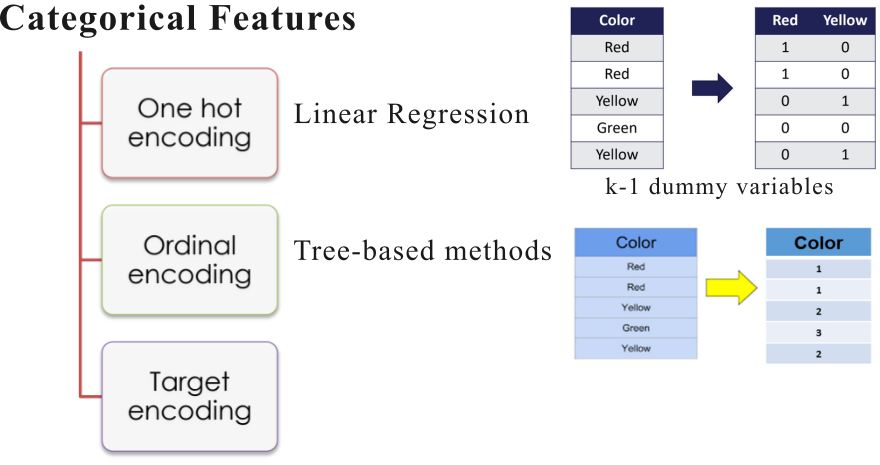 Categorical Features
One hot
encoding
Linear Regression
Ordinal
encoding
Tree-based methods
Target
encoding
Color
Red
Red
Yellow
Green
Yellow
Red Yellow
1 0
1 0
0 1
0 0
0 1
k-1 dummy variables
Color
Red
Red
Yellow
Green
Yellow
Color
1
1
2
3
2